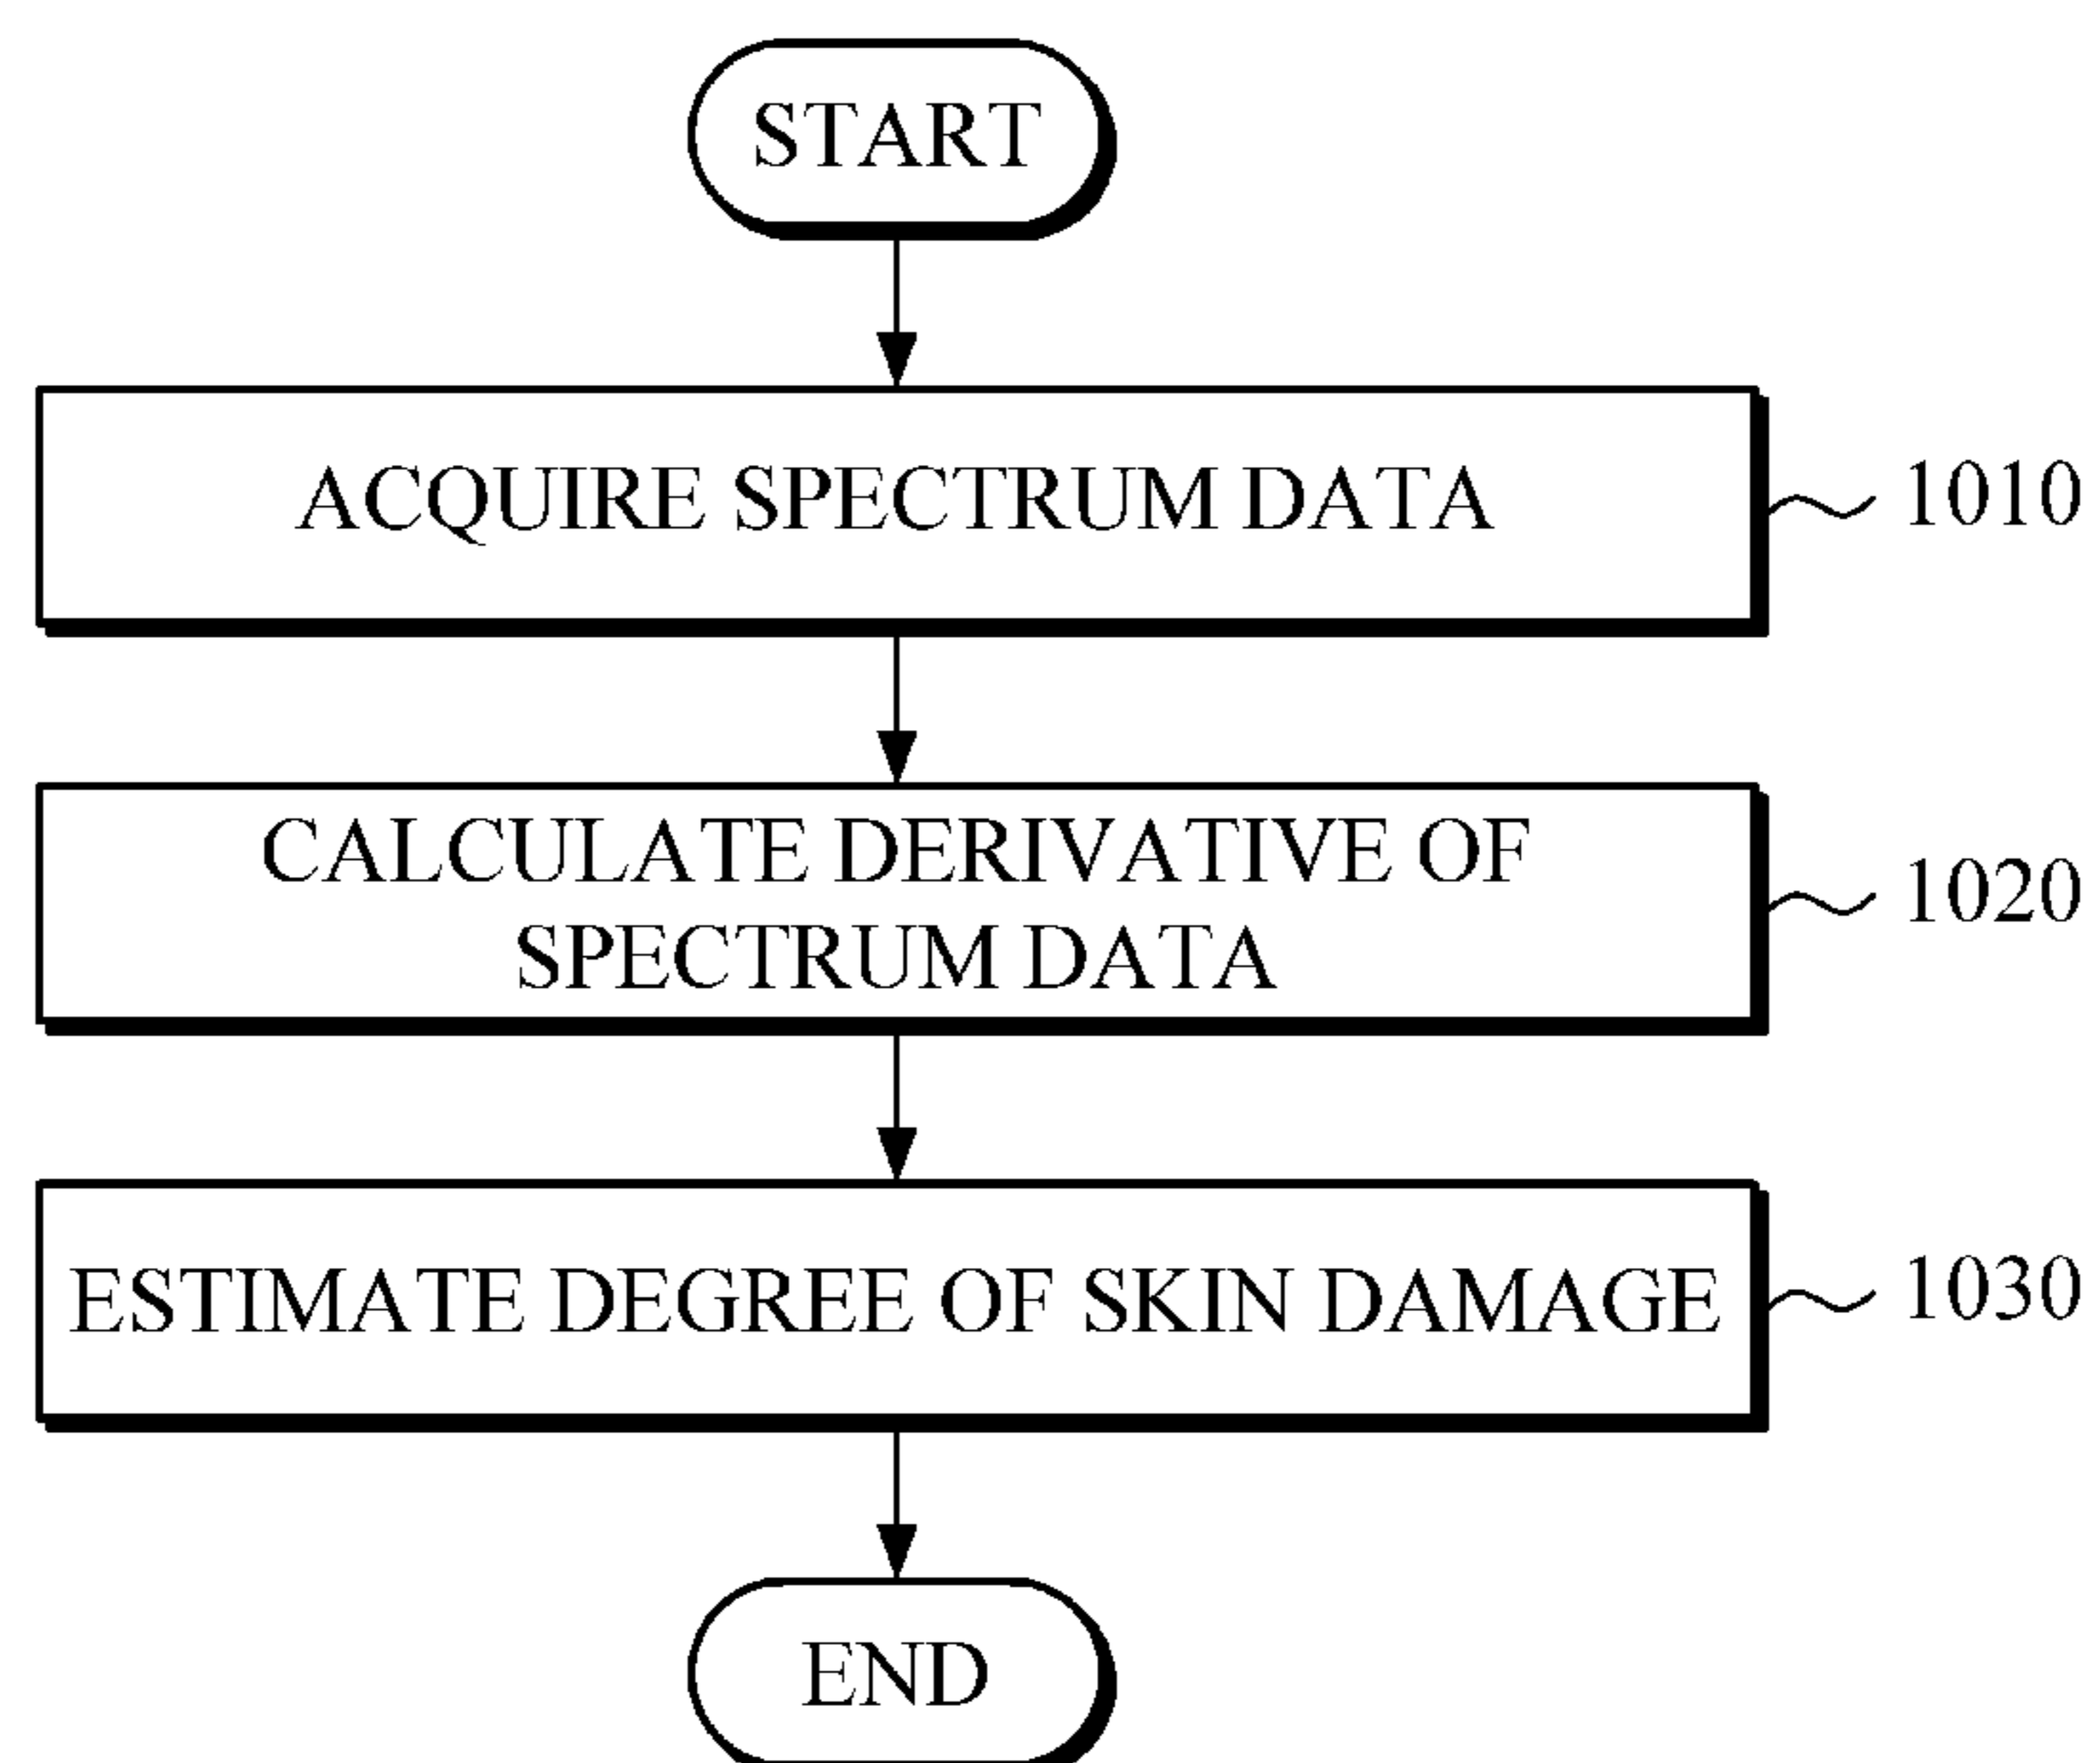 START
ACQUIRE SPECTRUM DATA
1010
CALCULATE DERIVATIVE OF
SPECTRUM DATA
1020
ESTIMATE DEGREE OF SKIN DAMAGE
1030
END